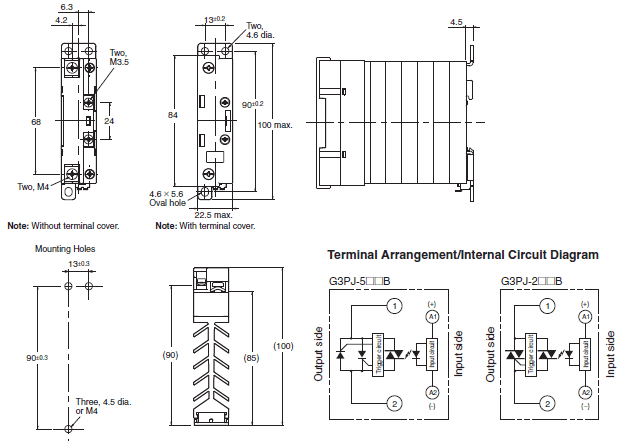 6.3
4.2
Two,
M3.5
68
24
Two, M4
Note: Without terminal cover.
13±0.2
Two,
4.6 dia.
84
90±0.2
100 max.
4.6 × 5.6
Oval hole
22.5 max.
Note: With terminal cover.
4.5
Mounting Holes
13±0.3
90±0.3
Three, 4.5 dia.
or M4
(90)
(85)
(100)
Terminal Arrangement/Internal Circuit Diagram
G3PJ-5□□B
Output side
1
2
Trigger circuit
Input circuit
(+)
A1
A2
(-)
Input side
G3PJ-2□□B
Output side
1
2
Trigger circuit
Input circuit
(+)
A1
A2
(−)
Input side